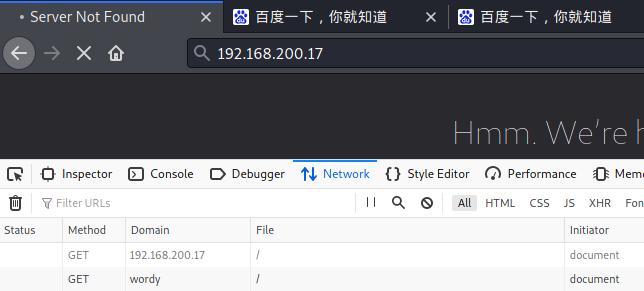 Server Not Found
百度一下，你就知道
百度一下，你就知道
192.168.200.17
Hmm. We're h
Inspector Console Debugger Network Style Editor Performance Mem
Filter URLs All HTML CSS JS XHR Fon
Status Method Domain File Initiator
GET 192.168.200.17 / document
GET wordy / document